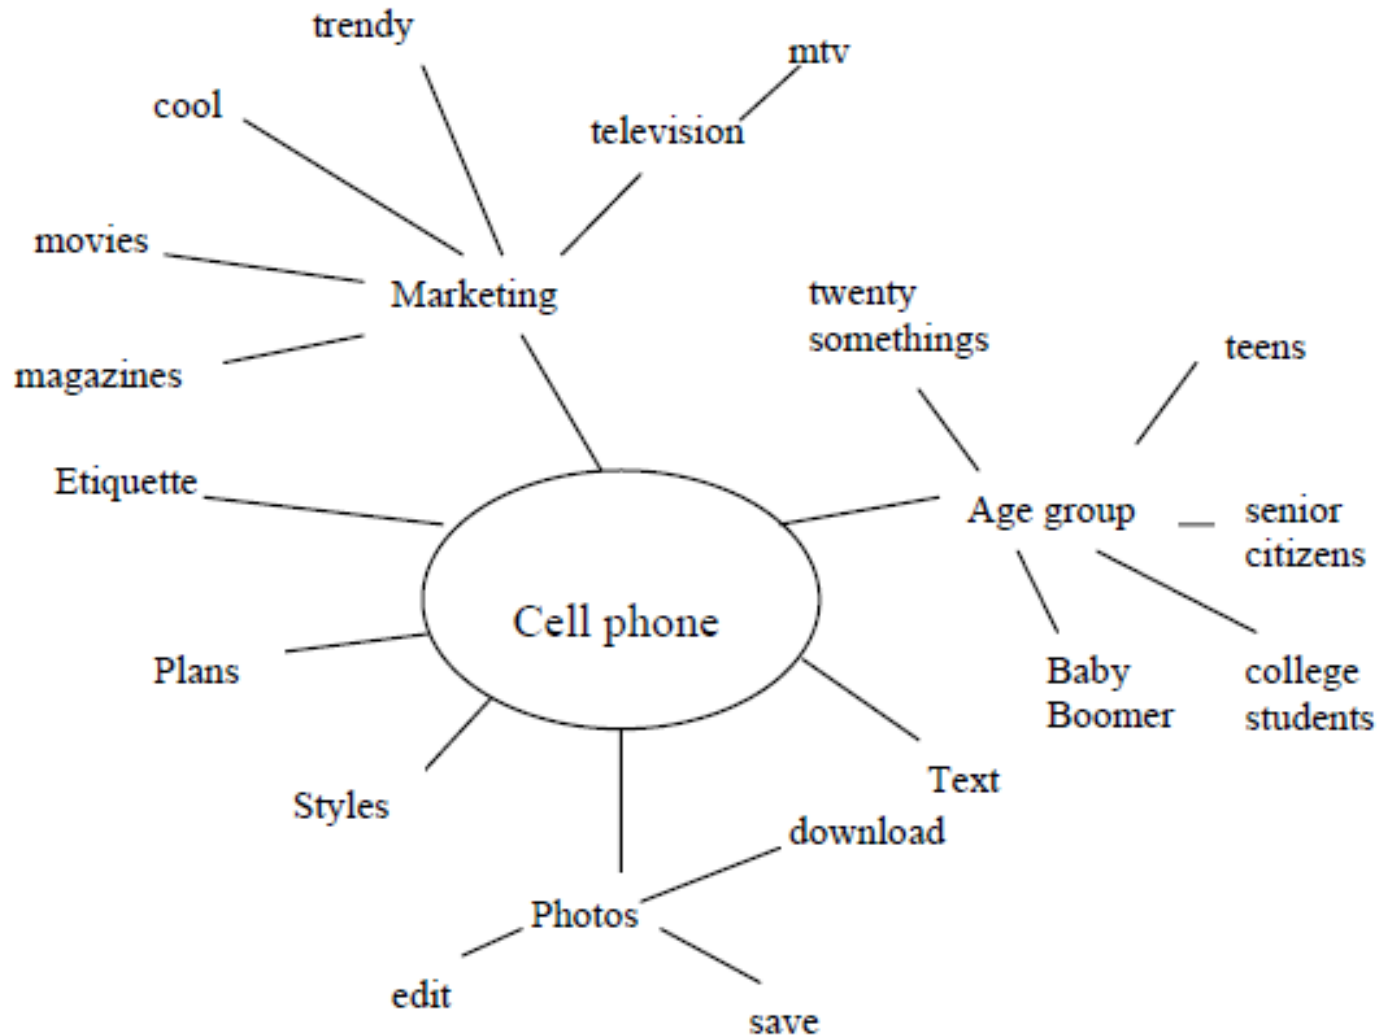 trendy
mtv
cool
television
movies
Marketing
twenty
somethings
teens
magazines
Etiquette
Age group
senior
citizens
Cell phone
Plans
Baby
Boomer
college
students
Text
Styles
download
Photos
edit
save